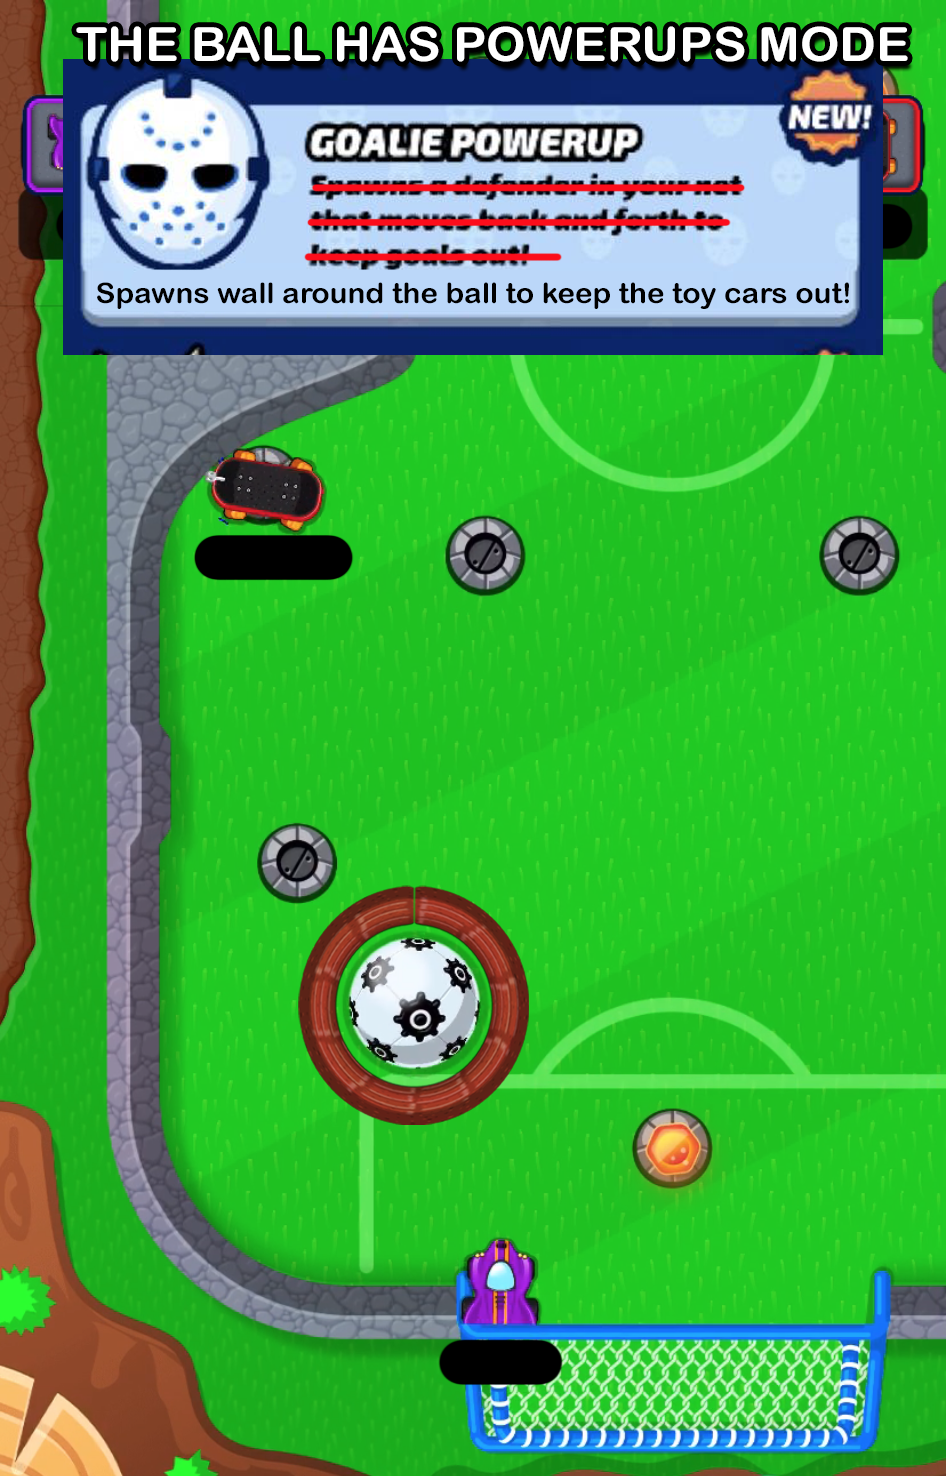 THE BALL HAS POWERUPS MODE
NEW!
GOALIE POWERUP
Spawns a defender in your net
that moves back and forth to
keep goals out!
Spawns wall around the ball to keep the toy cars out!